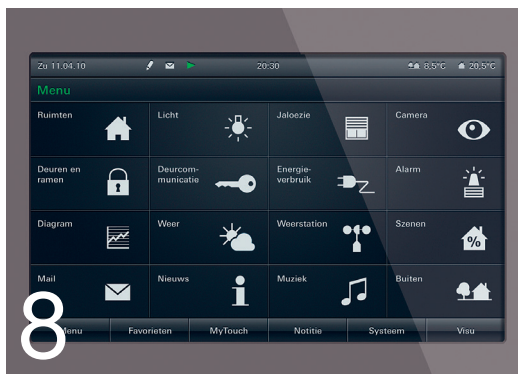 Zo 11.04.10 20:30 8,5°C 20,5°C
Menu
Ruimten Licht Jaloezie Camera
Deuren en ramen Deurcom-municatie Energie-verbruik Alarm
Diagram Weer Weerstation Szenen
%
Mail Nieuws Muziek Buiten
Menu Favorieten MyTouch Notitie Systeem Visu
8